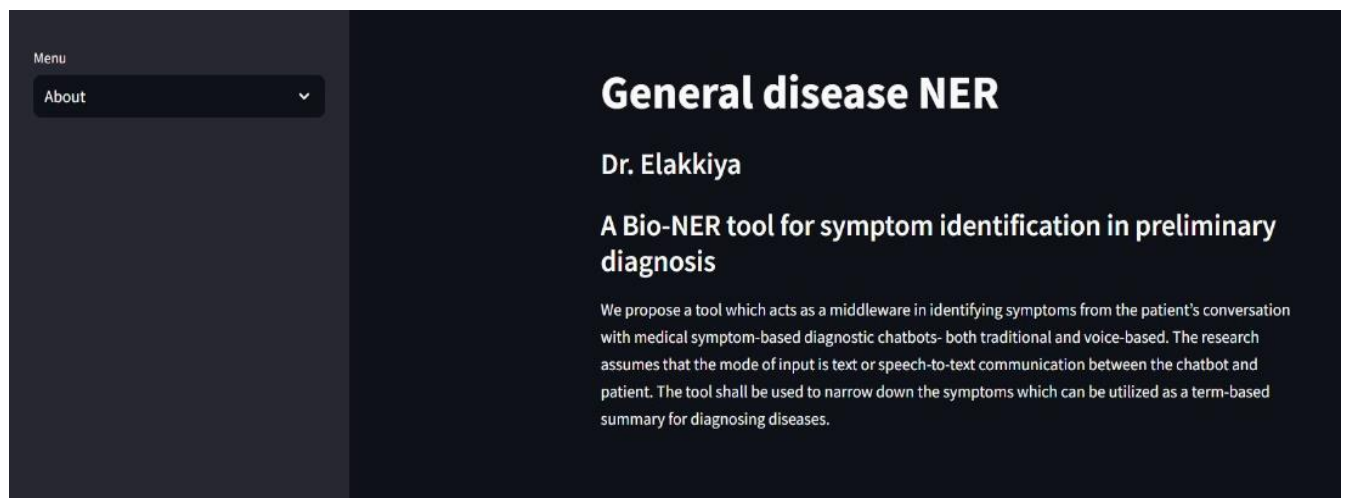 Menu
About
General disease NER
Dr. Elakkiya
A Bio-NER tool for symptom identification in preliminary
diagnosis
We propose a tool which acts as a middleware in identifying symptoms from the patient's conversation
with medical symptom-based diagnostic chatbots- both traditional and voice-based. The research
assumes that the mode of input is text or speech-to-text communication between the chatbot and
patient. The tool shall be used to narrow down the symptoms which can be utilized as a term-based
summary for diagnosing diseases.